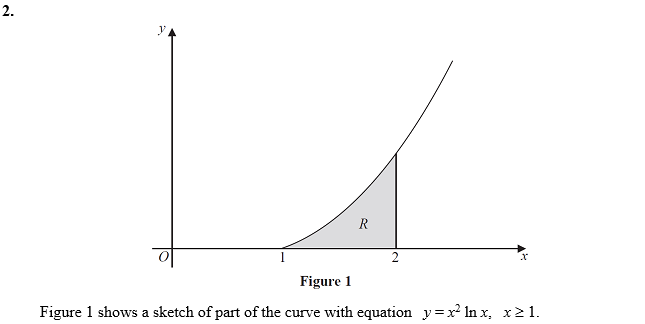 2.
y
R
O 1 2 x
Figure 1
Figure 1 shows a sketch of part of the curve with equation y = x² ln x, x ≥ 1.